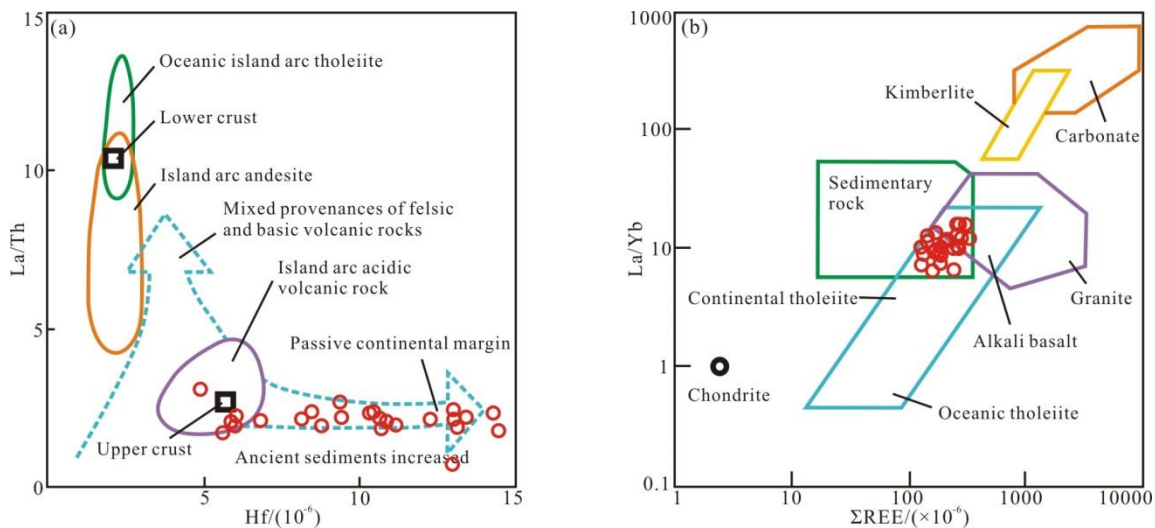 (a)
15
10
5
0
La/Th
Oceanic island arc tholeiite
Lower crust
Island arc andesite
Mixed provenances of felsic
and basic volcanic rocks
Island arc acidic
volcanic rock
Passive continental margin
Upper crust
Ancient sediments increased
5
10
15
Hf/(10⁻⁶)
(b)
1000
100
10
1
0.1
La/Yb
Kimberlite
Carbonate
Sedimentary
rock
Continental tholeiite
Granite
Alkali basalt
Chondrite
Oceanic tholeiite
1
10
100
1000
10000
ΣREE/(×10⁻⁶)